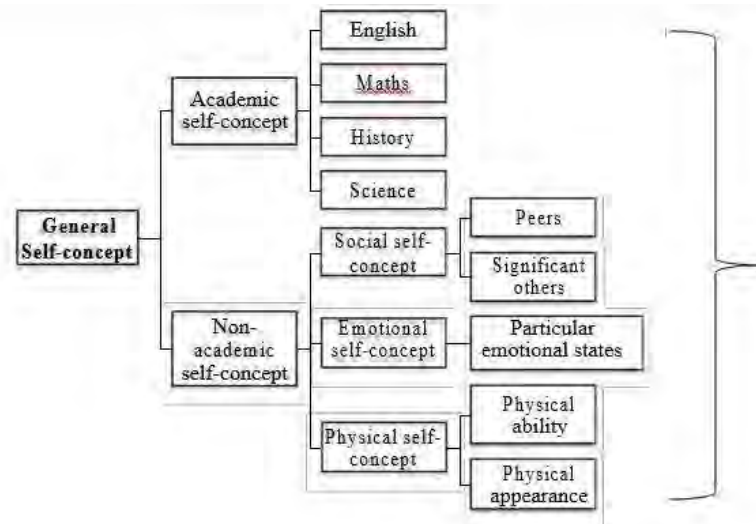 General
Self-concept
Academic
self-concept
English
Maths
History
Science
Non-
academic
self-concept
Social self-
concept
Peers
Significant
others
Emotional
self-concept
Particular
emotional states
Physical self-
concept
Physical
ability
Physical
appearance